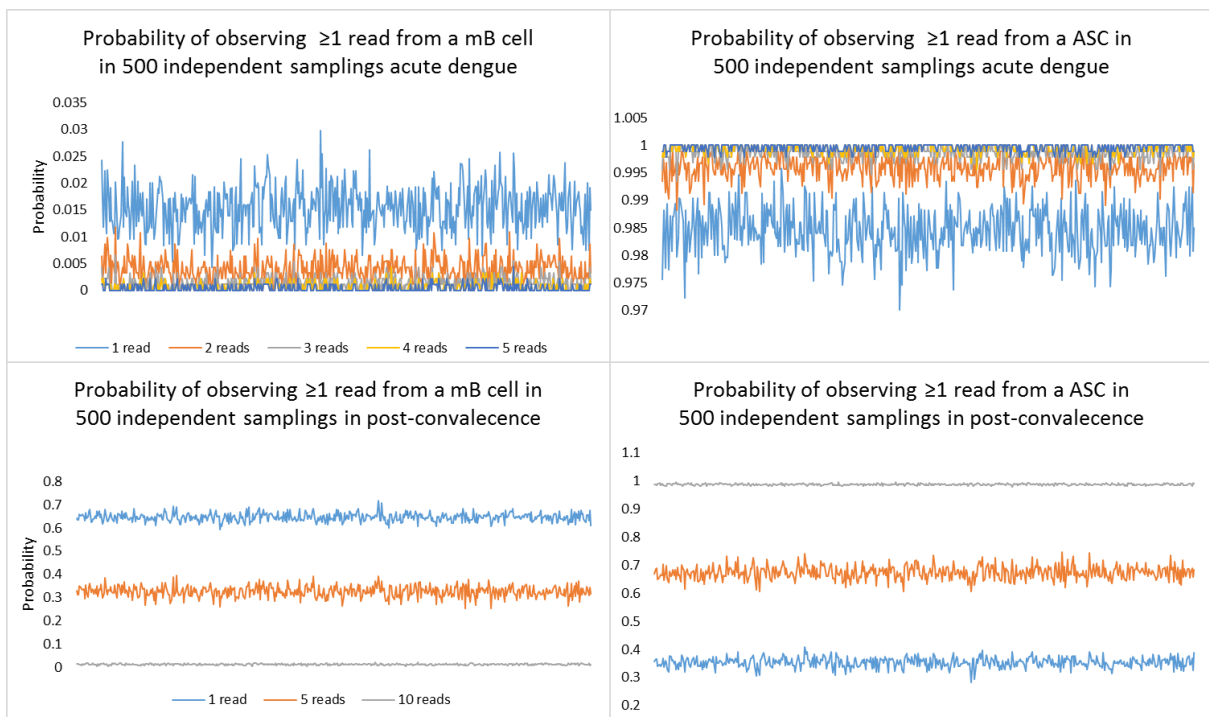 Probability of observing ≥1 read from a mB cell
in 500 independent samplings acute dengue
0.035
0.03
0.025
0.02
0.015
0.01
0.005
0
Probability
1 read
2 reads
3 reads
4 reads
5 reads
Probability of observing ≥1 read from a ASC in
500 independent samplings acute dengue
1.005
1
0.995
0.99
0.985
0.98
0.975
0.97
Probability of observing ≥1 read from a mB cell in
500 independent samplings in post-convalecence
0.8
0.7
0.6
0.5
0.4
0.3
0.2
0.1
0
Probability
1 read
5 reads
10 reads
Probability of observing ≥1 read from a ASC in
500 independent samplings in post-convalecence
1.1
1
0.9
0.8
0.7
0.6
0.5
0.4
0.3
0.2